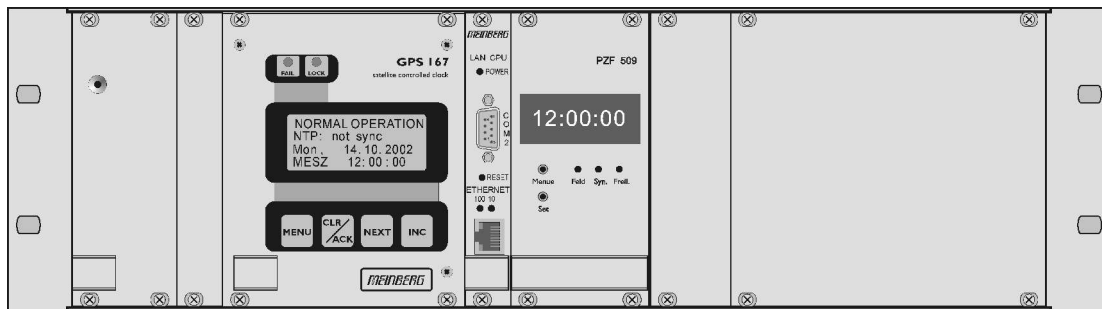 GPS 167
satellite controlled clock
FAIL LOCK
NORMAL OPERATION
NTP: not sync
Mon, 14.10.2002
MESZ 12:00:00
MENU CLR/ACK NEXT INC
MEINBERG
MEINBERG
LAN CPU
POWER
COM2
RESET
ETHERNET
100 10
PZF 509
12:00:00
Menue Feld Syn. Freil.
Set